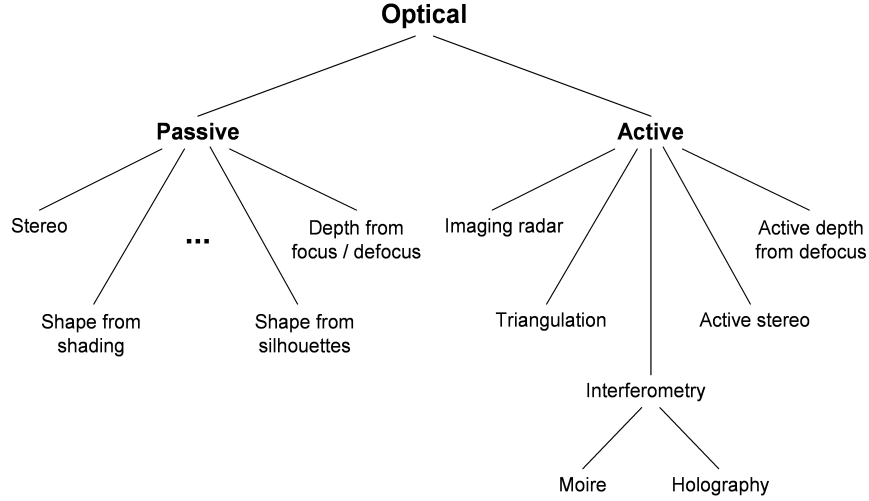 Optical
Passive
Active
Stereo
...
Depth from
focus / defocus
Imaging radar
Active depth
from defocus
Shape from
shading
Shape from
silhouettes
Triangulation
Active stereo
Interferometry
Moire
Holography